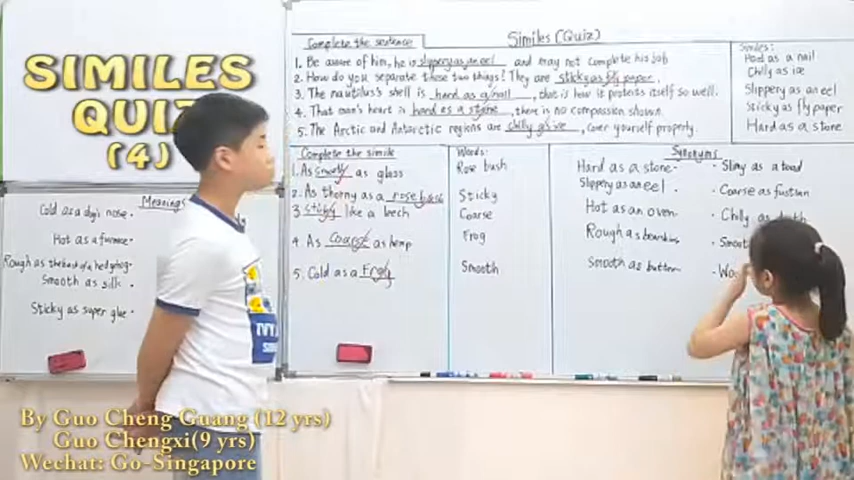 SIMILES
QUIZ
(4)
Similes (Quiz)
Complete the sentence
1. Be aware of him, he is slippery as an eel and may not complete his job
2. How do you separate those two things? They are sticky as fly paper.
3. The nautilus's shell is hard as a nail, that is how it protects itself so well.
4. That man's heart is hard as a stone, there is no compassion shown.
5. The Arctic and Antarctic regions are chilly as ice, cover yourself properly.
Similes:
Hard as a nail
Chilly as ice
Slippery as an eel
Sticky as fly paper
Hard as a stone
Meanings
Cold as a dog's nose
Hot as a furnace
Rough as the back of a hedgehog
Smooth as silk
Sticky as super glue
Complete the simile
1. As smooth as glass
2. As thorny as a rose bush
3. Sticky like a leech
4. As Coarse as hemp
5. Cold as a Frog
Words:
Rose bush
Sticky
Coarse
Frog
Smooth
Synonyms
Hard as a stone
Slippery as an eel
Hot as an oven
Rough as
Smooth as button
Slimy as a toad
Coarse as fustian
Chilly as
IVY
By Guo Cheng Guang (12 yrs)
Guo Chengxi(9 yrs)
Wechat: Go-Singapore